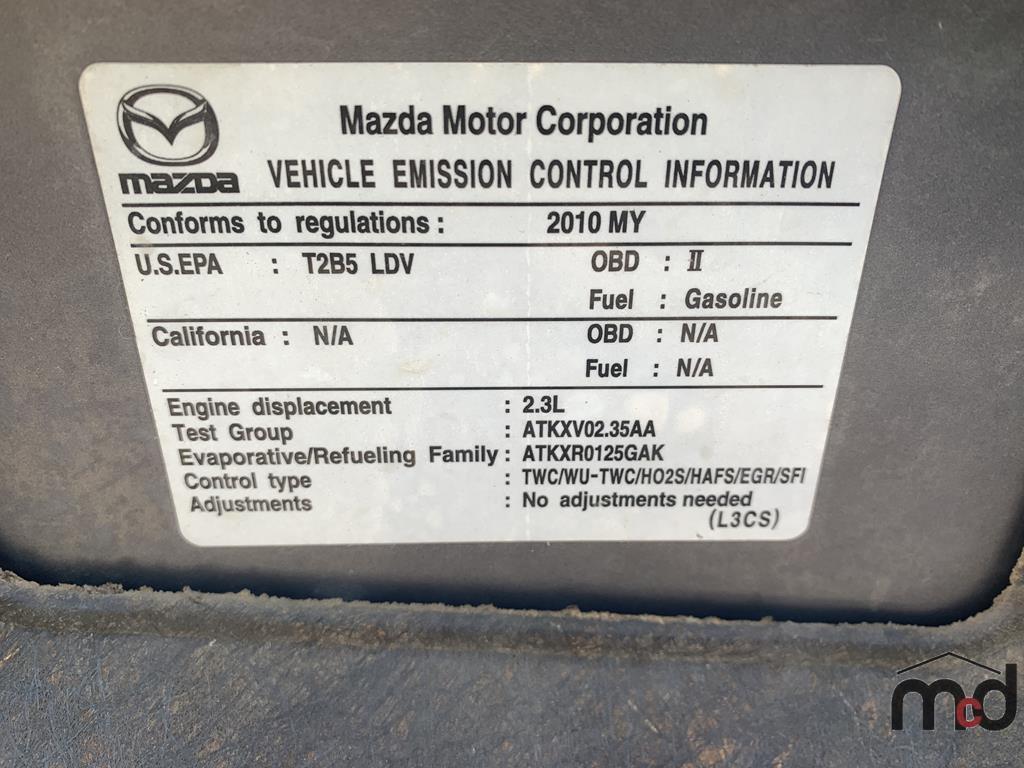 Mazda Motor Corporation
mazda VEHICLE EMISSION CONTROL INFORMATION
Conforms to regulations : 2010 MY
U.S.EPA : T2B5 LDV OBD : II
Fuel : Gasoline
California : N/A OBD : N/A
Fuel : N/A
Engine displacement : 2.3L
Test Group : ATKXV02.35AA
Evaporative/Refueling Family : ATKXR0125GAK
Control type : TWC/WU-TWC/HO2S/HAFS/EGR/SFI
Adjustments : No adjustments needed
(L3CS)
mcd